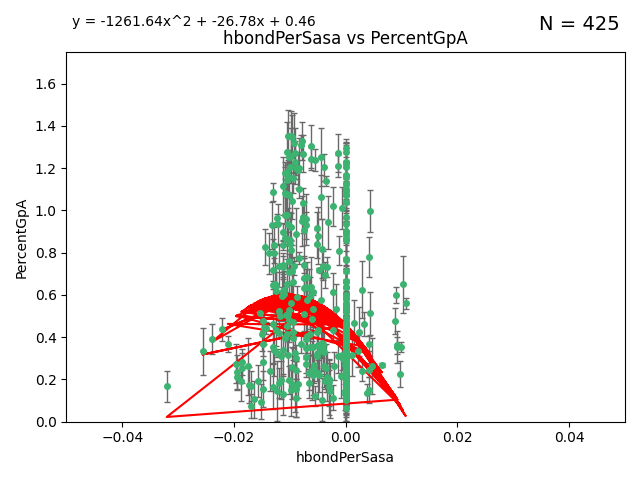 y = -1261.64x^2 + -26.78x + 0.46
N = 425
hbondPerSasa vs PercentGpA
PercentGpA
1.6
1.4
1.2
1.0
0.8
0.6
0.4
0.2
0.0
−0.04 −0.02 0.00 0.02 0.04
hbondPerSasa